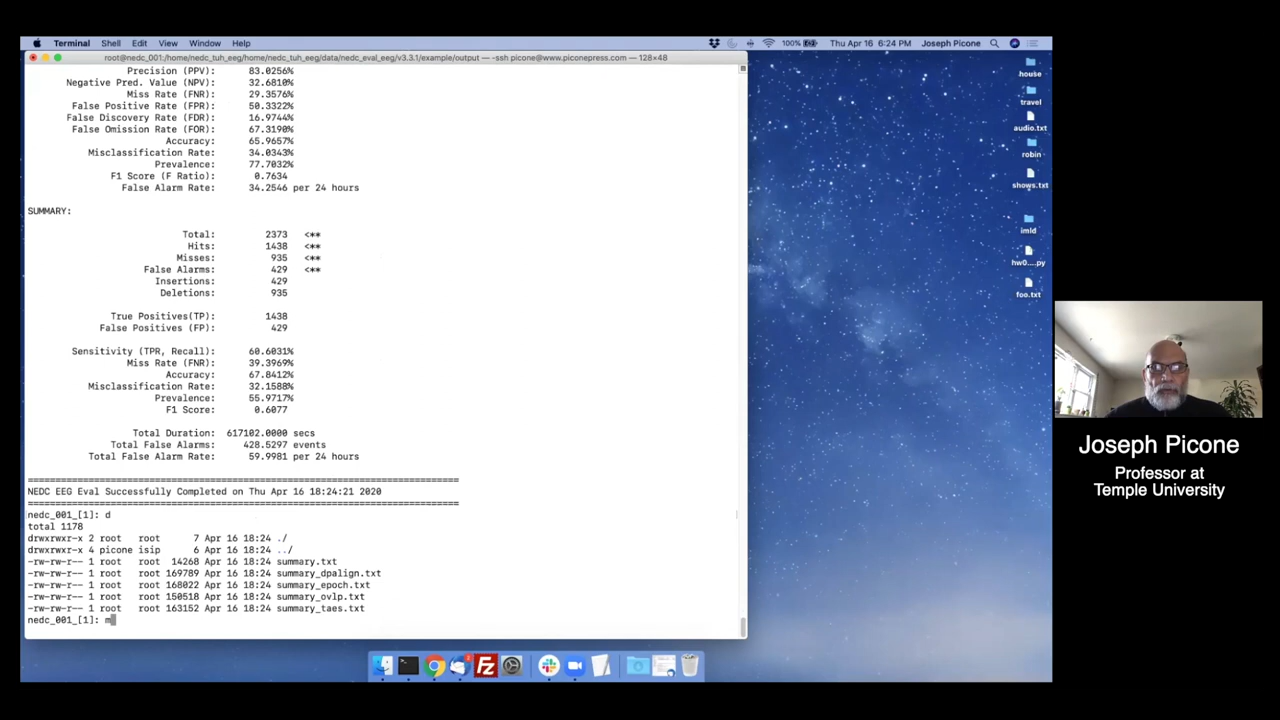 Terminal Shell Edit View Window Help 100% Thu Apr 16 6:24 PM Joseph Picone
root@nedc_001:/home/nedc_tuh_eeg/home/nedc_tuh_eeg/data/nedc_eval_eeg/v3.3.1/example/output — -ssh picone@www.piconepress.com — 128×48
Precision (PPV): 83.0256%
Negative Pred. Value (NPV): 32.6810%
Miss Rate (FNR): 29.3576%
False Positive Rate (FPR): 50.3322%
False Discovery Rate (FDR): 16.9744%
False Omission Rate (FOR): 67.3190%
Accuracy: 65.9657%
Misclassification Rate: 34.0343%
Prevalence: 77.7032%
F1 Score (F Ratio): 0.7634
False Alarm Rate: 34.2546 per 24 hours
SUMMARY:
Total: 2373 <**
Hits: 1438 <**
Misses: 935 <**
False Alarms: 429 <**
Insertions: 429
Deletions: 935
True Positives(TP): 1438
False Positives (FP): 429
Sensitivity (TPR, Recall): 60.6031%
Miss Rate (FNR): 39.3969%
Accuracy: 67.8412%
Misclassification Rate: 32.1588%
Prevalence: 55.9717%
F1 Score: 0.6077
Total Duration: 617102.0000 secs
Total False Alarms: 428.5297 events
Total False Alarm Rate: 59.9981 per 24 hours
NEDC EEG Eval Successfully Completed on Thu Apr 16 18:24:21 2020
nedc_001_[1]: d
total 1178
drwxrwxr-x 2 root root 7 Apr 16 18:24 ./
drwxrwxr-x 4 picone isip 6 Apr 16 18:24 ../
-rw-rw-r-- 1 root root 14268 Apr 16 18:24 summary.txt
-rw-rw-r-- 1 root root 169789 Apr 16 18:24 summary_dpalign.txt
-rw-rw-r-- 1 root root 168022 Apr 16 18:24 summary_epoch.txt
-rw-rw-r-- 1 root root 150518 Apr 16 18:24 summary_ovlp.txt
-rw-rw-r-- 1 root root 163152 Apr 16 18:24 summary_taes.txt
nedc_001_[1]: m
house
travel
audio.txt
robin
shows.txt
imld
hw0....py
foo.txt
Joseph Picone
Professor at
Temple University